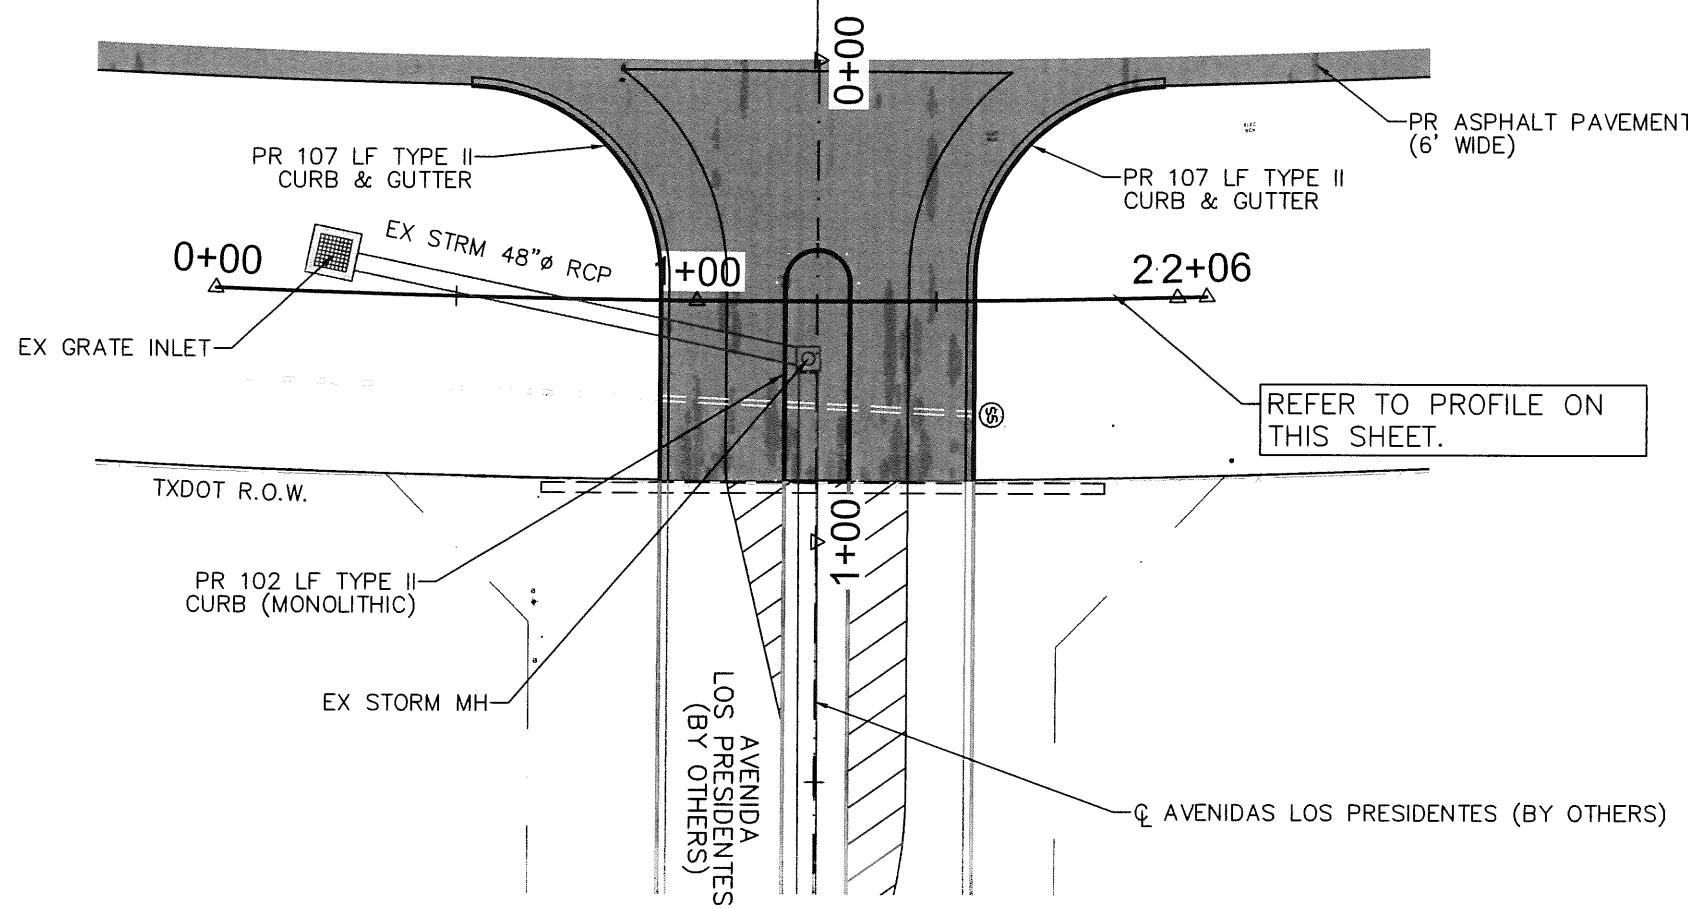 0+00
PR ASPHALT PAVEMENT
(6' WIDE)
PR 107 LF TYPE II
CURB & GUTTER
PR 107 LF TYPE II
CURB & GUTTER
EX STRM 48"ø RCP
0+00
1+00
2
2+06
EX GRATE INLET
REFER TO PROFILE ON
THIS SHEET.
SS
TXDOT R.O.W.
1+00
PR 102 LF TYPE II
CURB (MONOLITHIC)
EX STORM MH
AVENIDA
LOS PRESIDENTES
(BY OTHERS)
℄ AVENIDAS LOS PRESIDENTES (BY OTHERS)